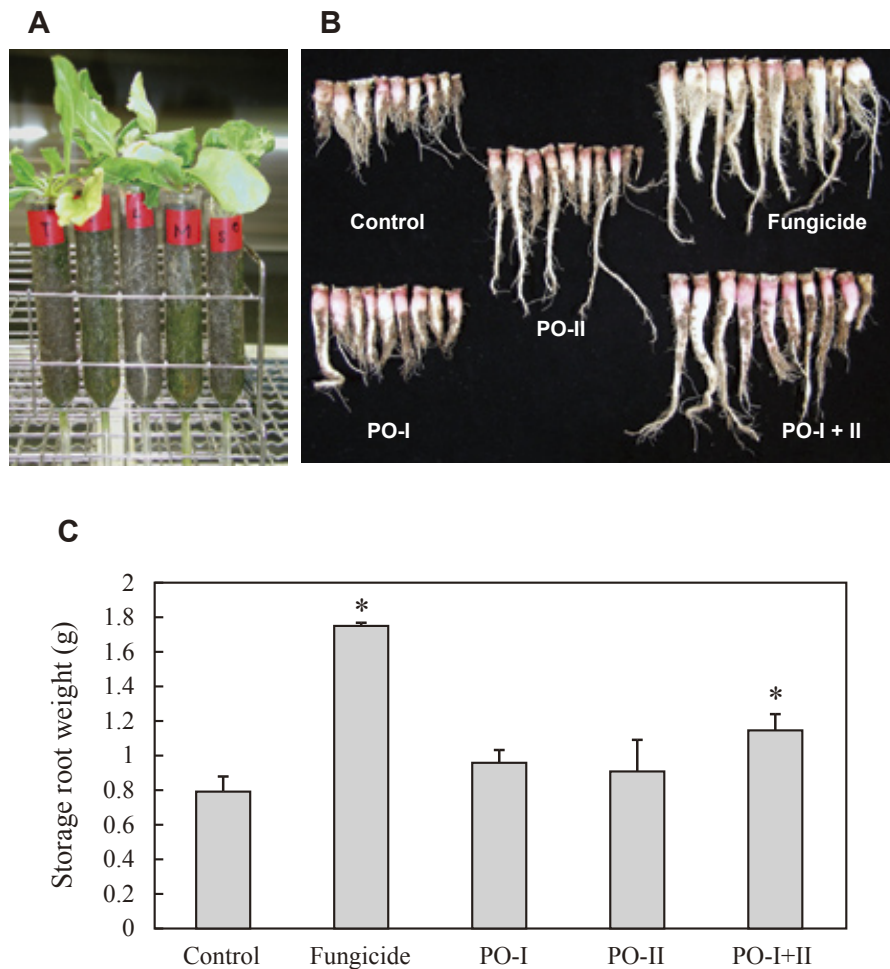 A
B
T
M
Control
Fungicide
PO-II
PO-I
PO-I + II
C
Storage root weight (g)
2
1.8
1.6
1.4
1.2
1
0.8
0.6
0.4
0.2
0
*
*
Control
Fungicide
PO-I
PO-II
PO-I+II